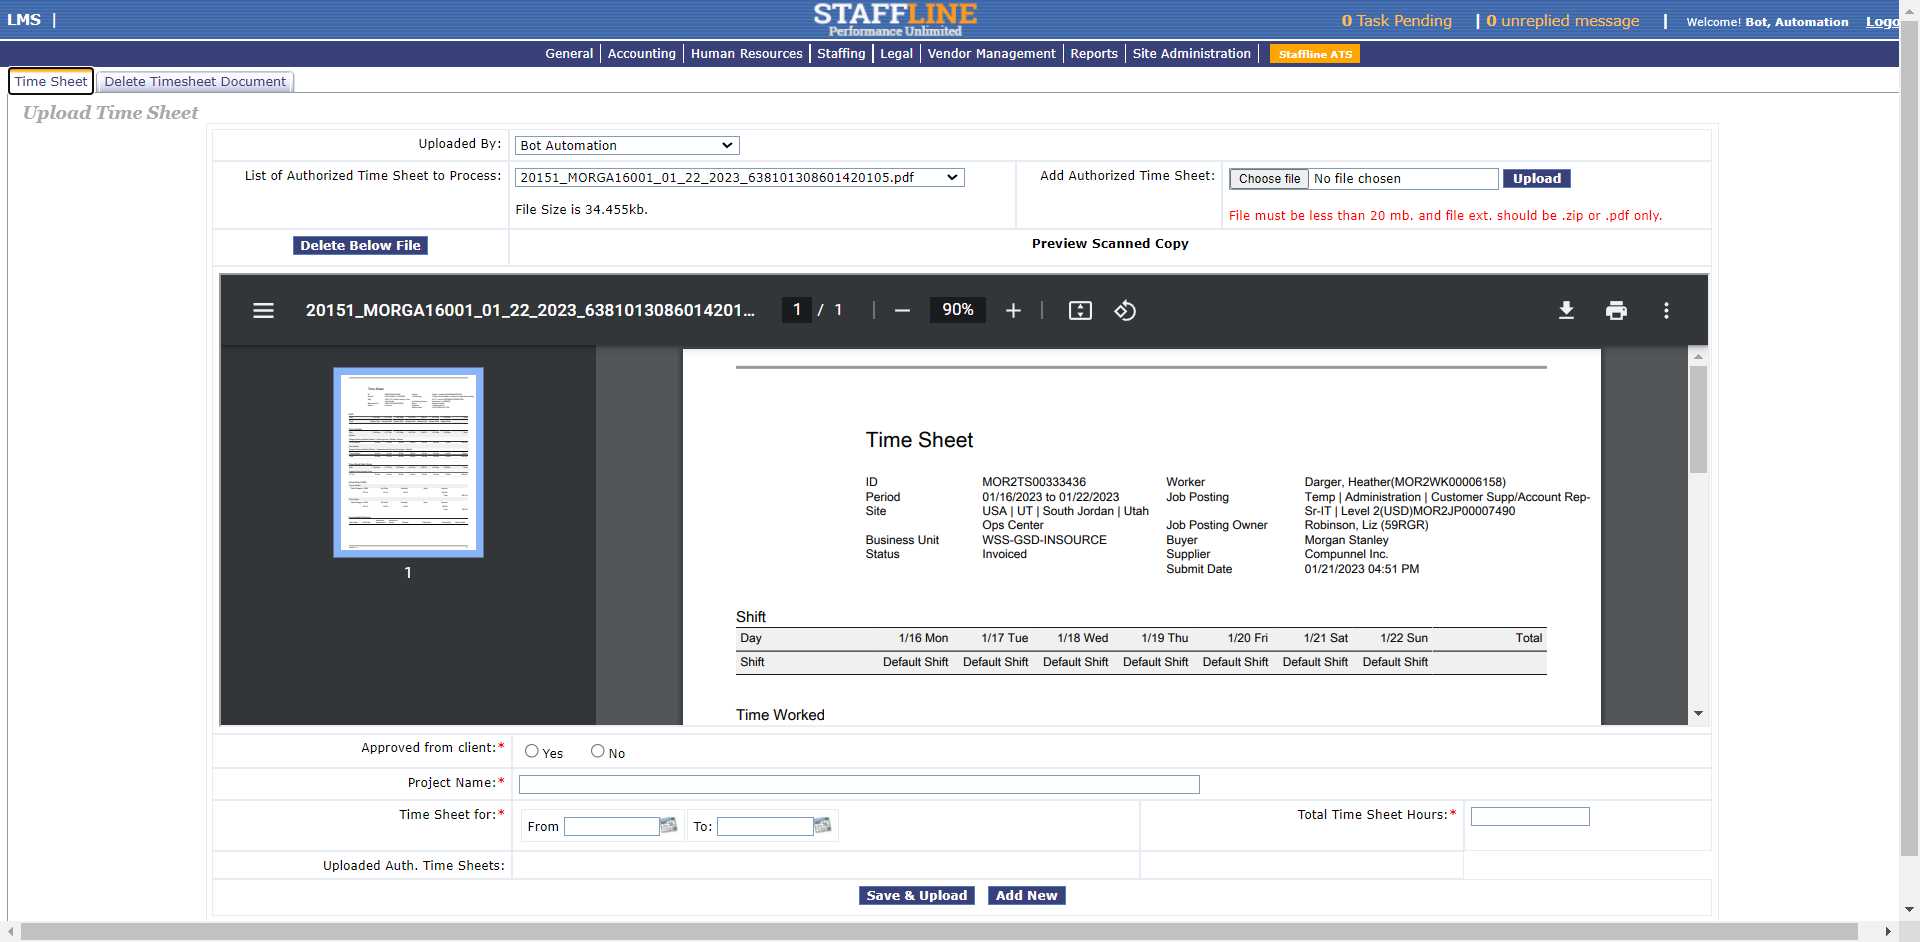 LMS |
STAFFLINE
Performance Unlimited
0 Task Pending | 0 unreplied message | Welcome! Bot, Automation Logo
General | Accounting | Human Resources | Staffing | Legal | Vendor Management | Reports | Site Administration | Staffline ATS
Time Sheet Delete Timesheet Document
Upload Time Sheet
Uploaded By: Bot Automation
List of Authorized Time Sheet to Process: 20151_MORGA16001_01_22_2023_638101308601420105.pdf Add Authorized Time Sheet: Choose file No file chosen Upload
File Size is 34.455kb. File must be less than 20 mb. and file ext. should be .zip or .pdf only.
Delete Below File Preview Scanned Copy
20151_MORGA16001_01_22_2023_6381013086014201... 1 / 1 | — 90% + |
Time Sheet
ID MOR2TS00333436 Worker Darger, Heather(MOR2WK00006158)
Period 01/16/2023 to 01/22/2023 Job Posting Temp | Administration | Customer Supp/Account Rep-
Site USA | UT | South Jordan | Utah Sr-IT | Level 2(USD)MOR2JP00007490
Ops Center Job Posting Owner Robinson, Liz (59RGR)
Business Unit WSS-GSD-INSOURCE Buyer Morgan Stanley
Status Invoiced Supplier Compunnel Inc.
Submit Date 01/21/2023 04:51 PM
1
Shift
Day 1/16 Mon 1/17 Tue 1/18 Wed 1/19 Thu 1/20 Fri 1/21 Sat 1/22 Sun Total
Shift Default Shift Default Shift Default Shift Default Shift Default Shift Default Shift Default Shift
Time Worked
Approved from client:* Yes No
Project Name:*
Time Sheet for:* From To: Total Time Sheet Hours:*
Uploaded Auth. Time Sheets:
Save & Upload Add New